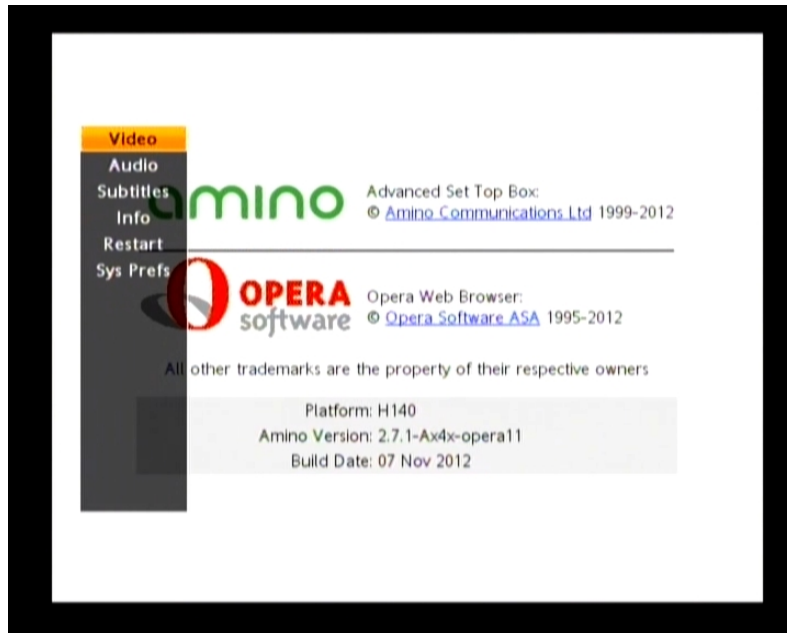 Video
Audio
Subtitles
Info
Restart
Sys Prefs
amino
Advanced Set Top Box:
© Amino Communications Ltd 1999-2012
OPERA
software
Opera Web Browser:
© Opera Software ASA 1995-2012
All other trademarks are the property of their respective owners
Platform: H140
Amino Version: 2.7.1-Ax4x-opera11
Build Date: 07 Nov 2012